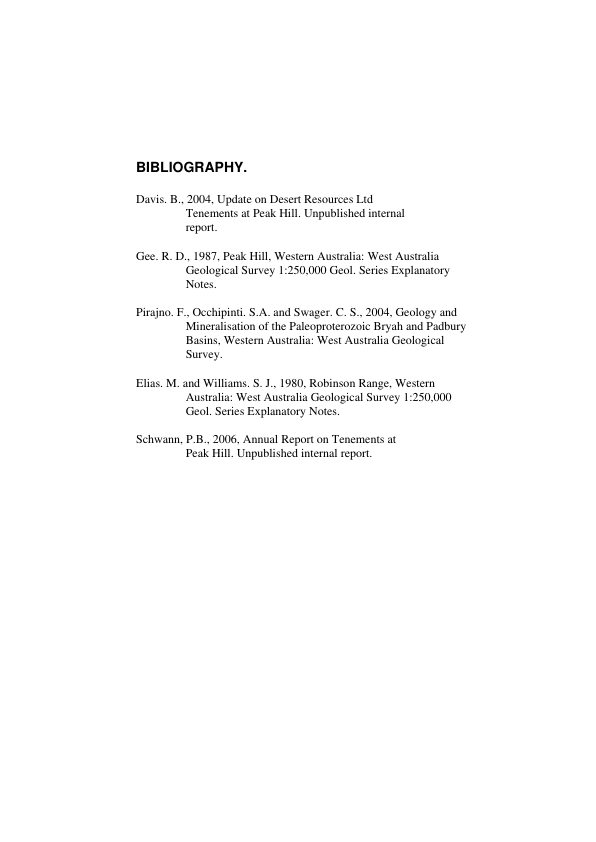 BIBLIOGRAPHY.
Davis. B., 2004, Update on Desert Resources Ltd
Tenements at Peak Hill. Unpublished internal
report.
Gee. R. D., 1987, Peak Hill, Western Australia: West Australia
Geological Survey 1:250,000 Geol. Series Explanatory
Notes.
Pirajno. F., Occhipinti. S.A. and Swager. C. S., 2004, Geology and
Mineralisation of the Paleoproterozoic Bryah and Padbury
Basins, Western Australia: West Australia Geological
Survey.
Elias. M. and Williams. S. J., 1980, Robinson Range, Western
Australia: West Australia Geological Survey 1:250,000
Geol. Series Explanatory Notes.
Schwann, P.B., 2006, Annual Report on Tenements at
Peak Hill. Unpublished internal report.